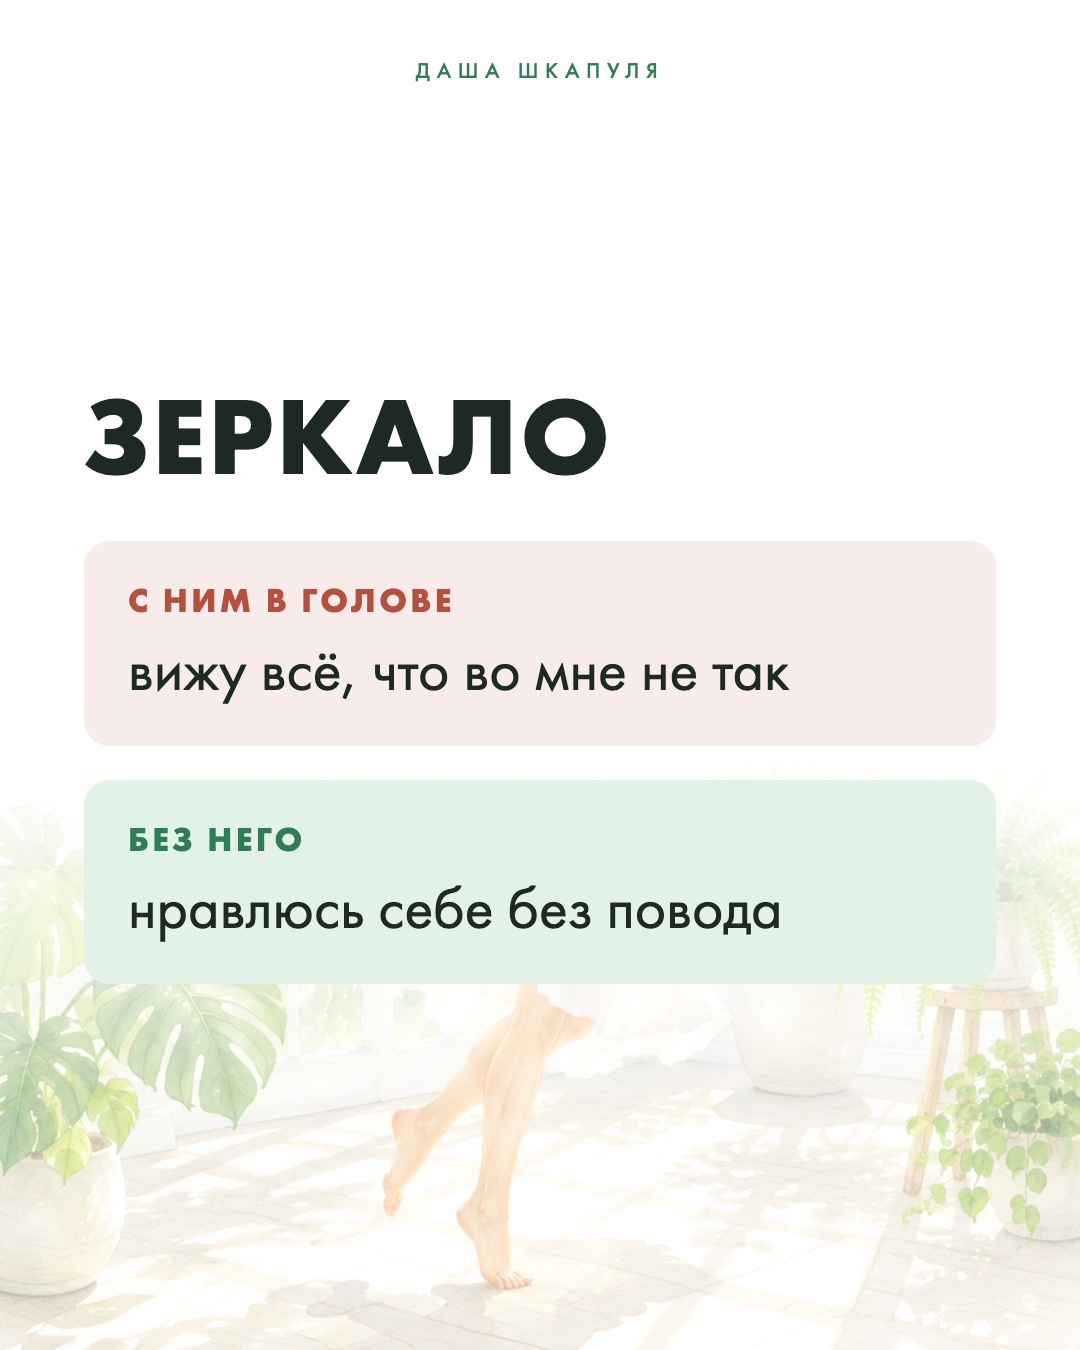 ДАША ШКАПУЛЯ
ЗЕРКАЛО
С НИМ В ГОЛОВЕ
вижу всё, что во мне не так
БЕЗ НЕГО
нравлюсь себе без повода